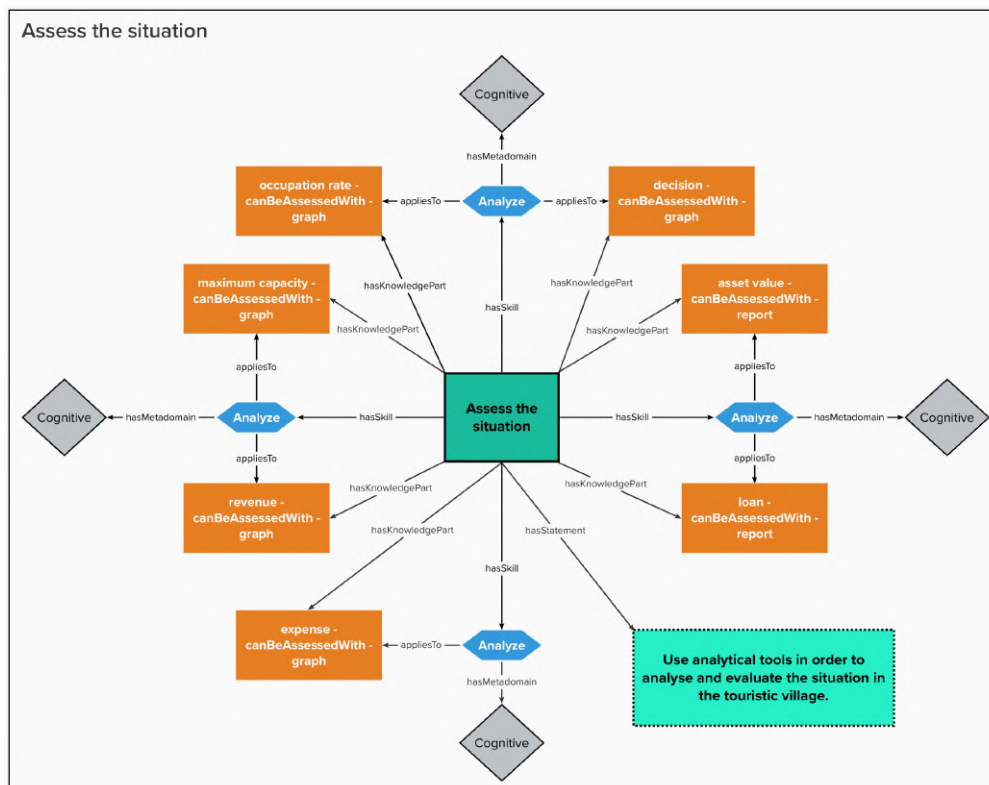 Assess the situation
Cognitive
hasMetadomain
occupation rate -
canBeAssessedWith -
graph
appliesTo
Analyze
appliesTo
decision -
canBeAssessedWith -
graph
hasKnowledgePart
hasSkill
hasKnowledgePart
maximum capacity -
canBeAssessedWith -
graph
hasKnowledgePart
hasKnowledgePart
asset value -
canBeAssessedWith -
report
appliesTo
appliesTo
Cognitive
hasMetadomain
Analyze
hasSkill
Assess the
situation
hasSkill
Analyze
hasMetadomain
Cognitive
appliesTo
appliesTo
revenue -
canBeAssessedWith -
graph
hasKnowledgePart
hasKnowledgePart
loan -
canBeAssessedWith -
report
hasKnowledgePart
hasStatement
hasSkill
expense -
canBeAssessedWith -
graph
appliesTo
Analyze
hasMetadomain
Cognitive
Use analytical tools in order to
analyse and evaluate the situation in
the touristic village.